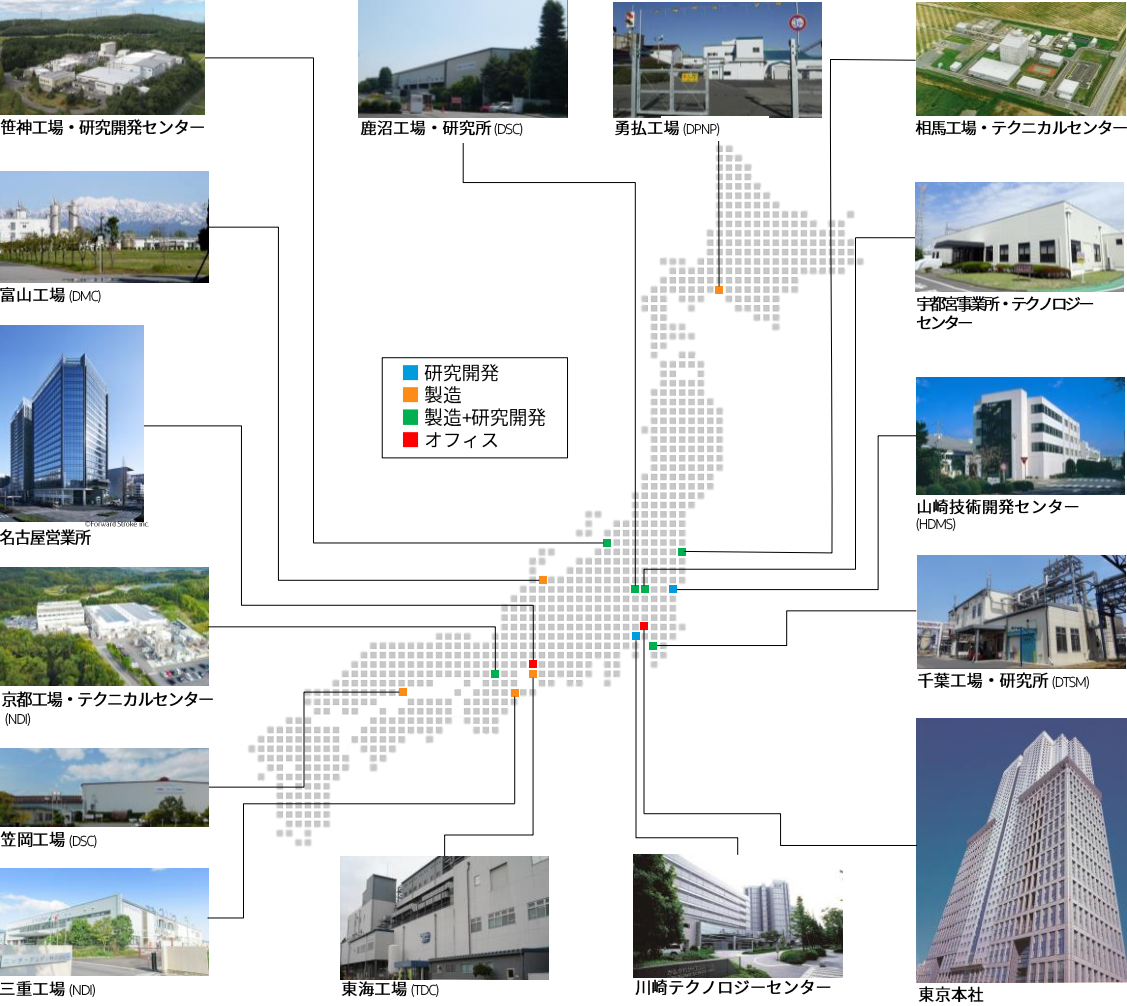 笹神工場・研究開発センター
鹿沼工場・研究所 (DSC)
勇払工場 (DPNP)
相馬工場・テクニカルセンター
富山工場 (DMC)
宇都宮事業所・テクノロジー
センター
研究開発
製造
製造+研究開発
オフィス
©Forward Stroke inc.
名古屋営業所
山崎技術開発センター
(HDMS)
京都工場・テクニカルセンター
(NDI)
千葉工場・研究所 (DTSM)
笠岡工場 (DSC)
三重工場 (NDI)
東海工場 (TDC)
川崎テクノロジーセンター
東京本社